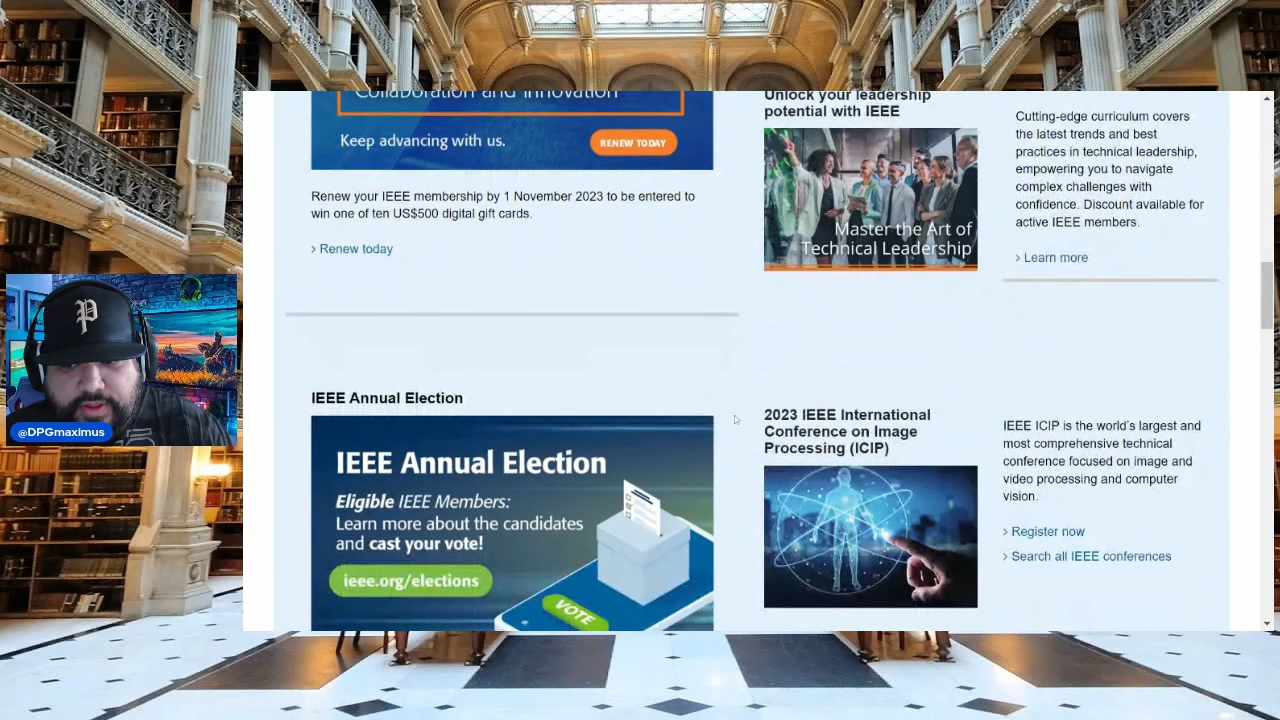 Collaboration and Innovation
Keep advancing with us.
RENEW TODAY
Renew your IEEE membership by 1 November 2023 to be entered to
win one of ten US$500 digital gift cards.
> Renew today
Unlock your leadership
potential with IEEE
Master the Art of
Technical Leadership
Cutting-edge curriculum covers
the latest trends and best
practices in technical leadership,
empowering you to navigate
complex challenges with
confidence. Discount available for
active IEEE members.
> Learn more
P
@DPGmaximus
IEEE Annual Election
IEEE Annual Election
Eligible IEEE Members:
Learn more about the candidates
and cast your vote!
ieee.org/elections
VOTE
2023 IEEE International
Conference on Image
Processing (ICIP)
IEEE ICIP is the world's largest and
most comprehensive technical
conference focused on image and
video processing and computer
vision.
> Register now
> Search all IEEE conferences